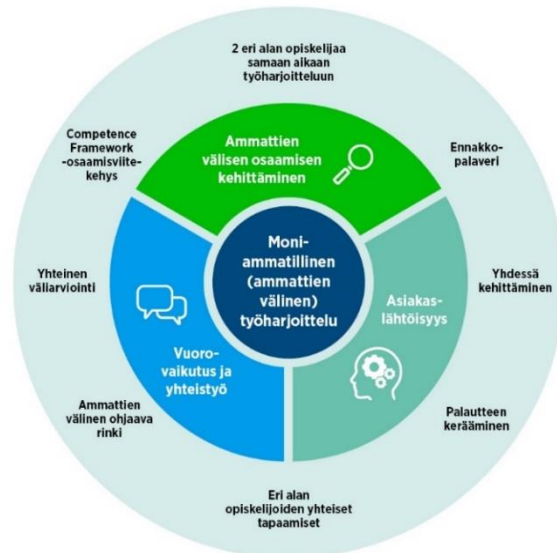 2 eri alan opiskelijaa
samaan aikaan
työharjoitteluun
Competence
Framework
-osaamisviite-
kehys
Ammattien
välisen osaamisen
kehittäminen
Ennakko-
palaveri
Moni-
ammatillinen
(ammattien
välinen)
työharjoittelu
Yhteinen
väliarviointi
Asiakas-
lähtöisyys
Yhdessä
kehittäminen
Vuoro-
vaikutus ja
yhteistyö
Ammattien
välinen ohjaava
rinki
Palautteen
kerääminen
Eri alan
opiskelijoiden yhteiset
tapaamiset